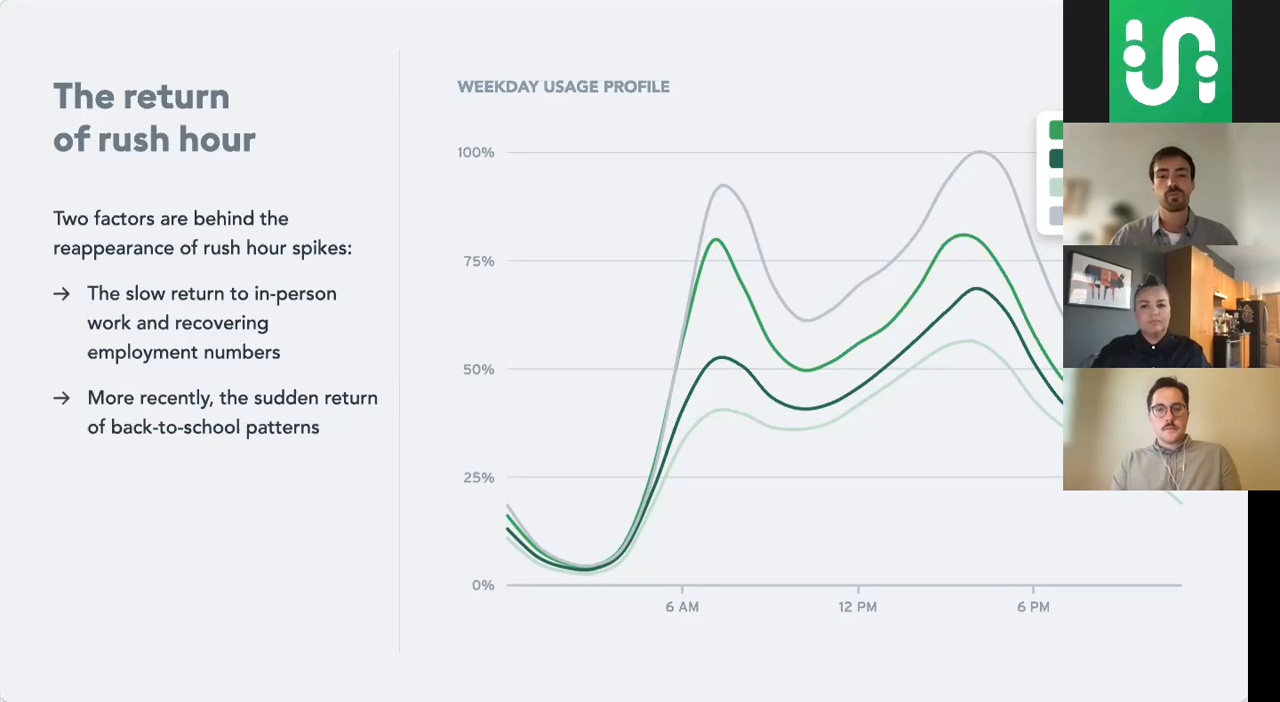 The return
of rush hour
Two factors are behind the
reappearance of rush hour spikes:
→ The slow return to in-person
work and recovering
employment numbers
→ More recently, the sudden return
of back-to-school patterns
WEEKDAY USAGE PROFILE
100%
75%
50%
25%
0%
6 AM
12 PM
6 PM